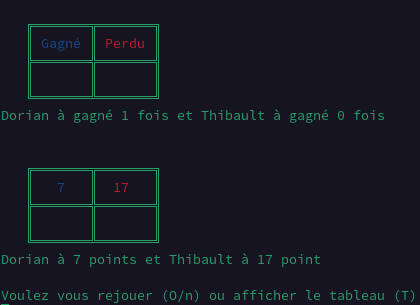 Gagné Perdu
Dorian à gagné 1 fois et Thibault à gagné 0 fois
7 17
Dorian à 7 points et Thibault à 17 point
Voulez vous rejouer (O/n) ou afficher le tableau (T)